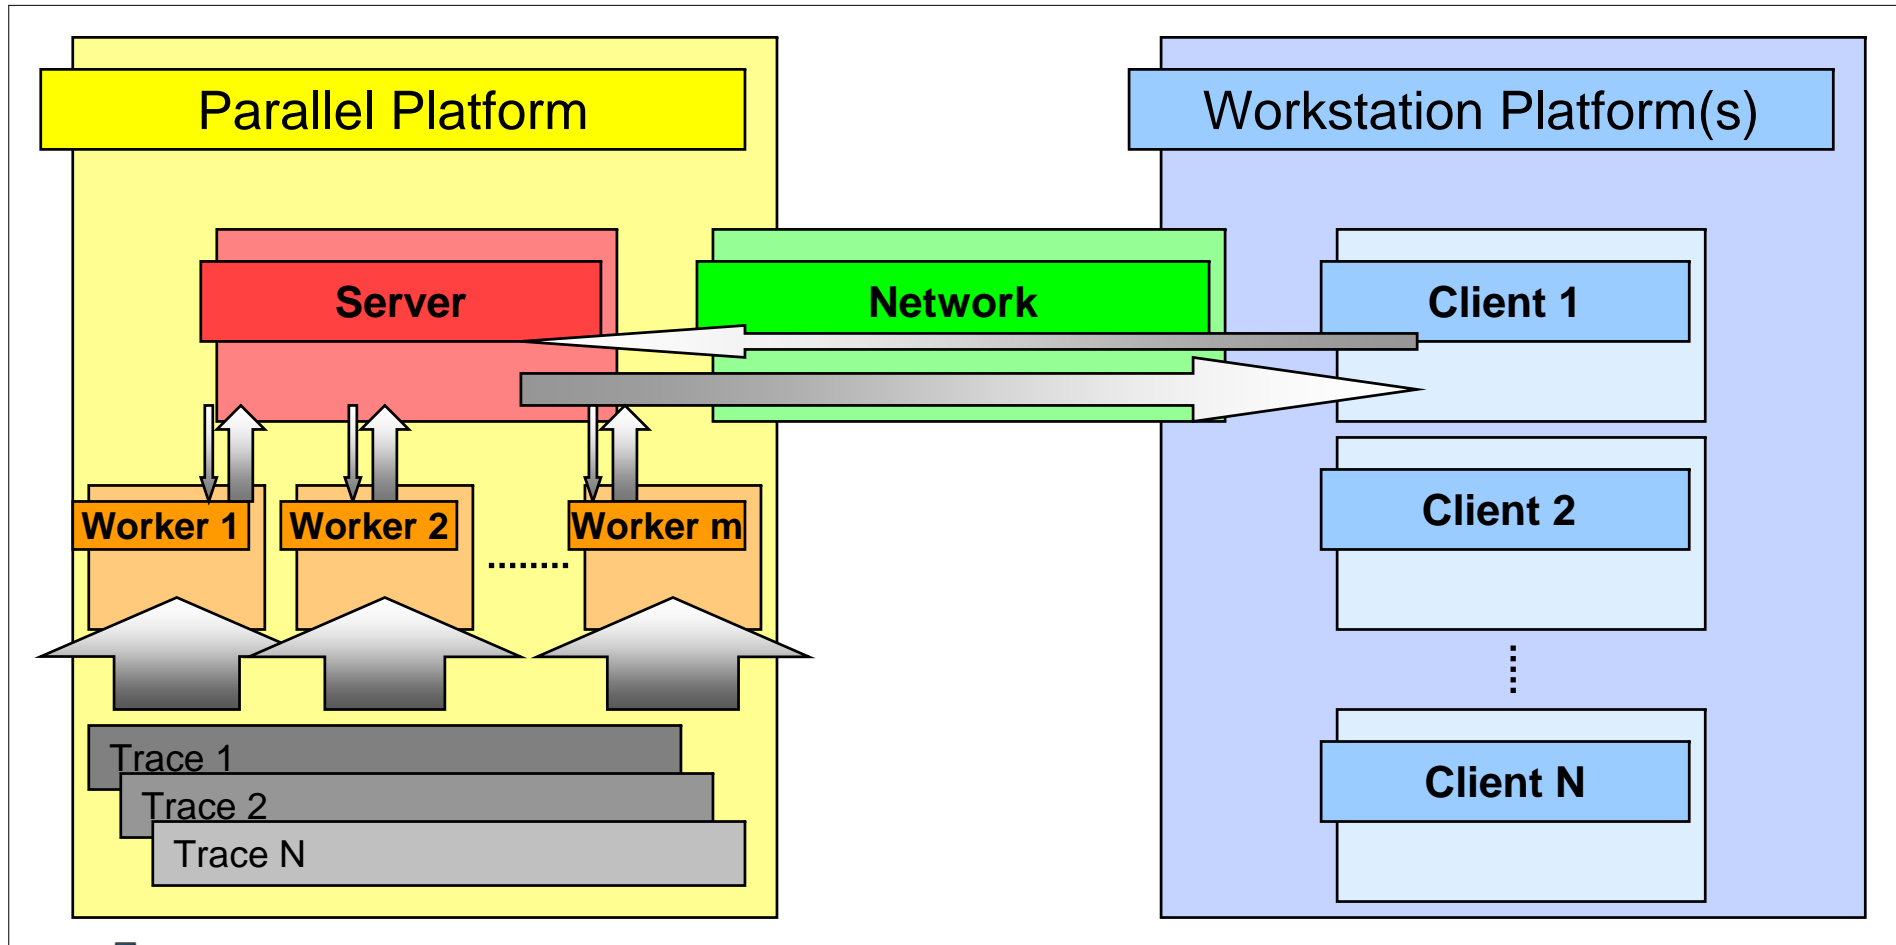 Parallel Platform
Workstation Platform(s)
Server
Network
Client 1
Worker 1
Worker 2
........
Worker m
Client 2
......
Trace 1
Trace 2
Trace N
Client N